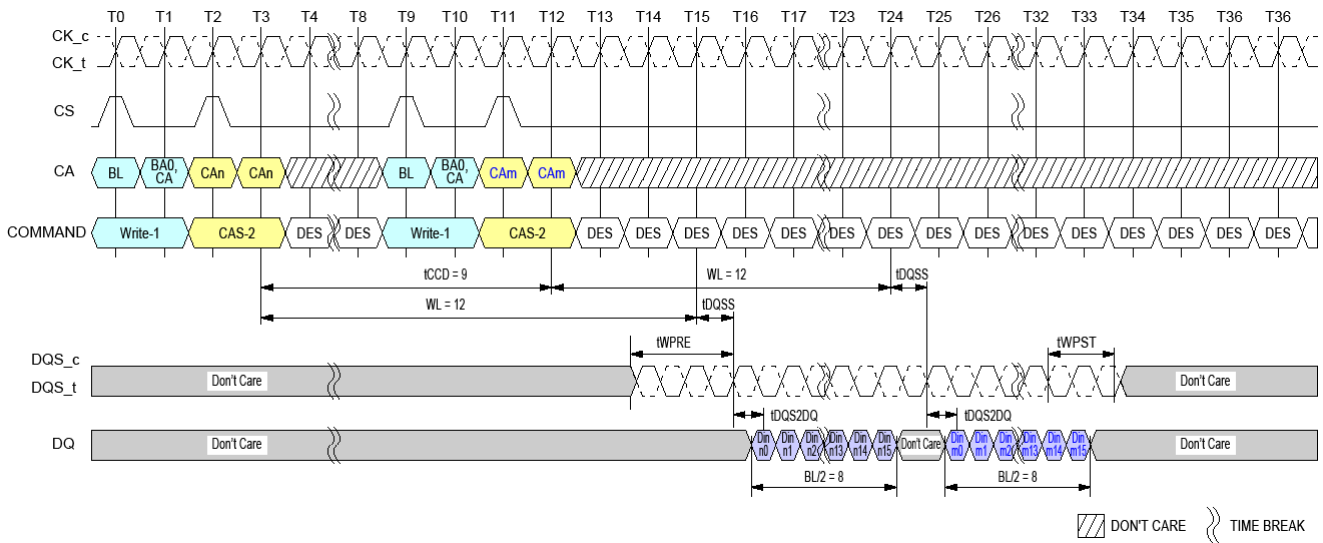 T0 T1 T2 T3 T4 T8 T9 T10 T11 T12 T13 T14 T15 T16 T17 T23 T24 T25 T26 T32 T33 T34 T35 T36 T36
CK_c
CK_t
CS
CA BL BA0, CA CAn CAn BL BA0, CA CAm CAm
COMMAND Write-1 CAS-2 DES DES Write-1 CAS-2 DES DES DES DES DES DES DES DES DES DES DES DES DES DES DES
tCCD = 9 WL = 12 tDQSS
WL = 12 tDQSS
tWPRE tWPST
DQS_c
DQS_t Don't Care Don't Care
tDQS2DQ tDQS2DQ
DQ Don't Care Din n0 Din n1 Din n2 Din n13 Din n14 Din n15 Don't Care Din m0 Din m1 Din m2 Din m13 Din m14 Din m15 Don't Care
BL/2 = 8 BL/2 = 8
DON'T CARE TIME BREAK